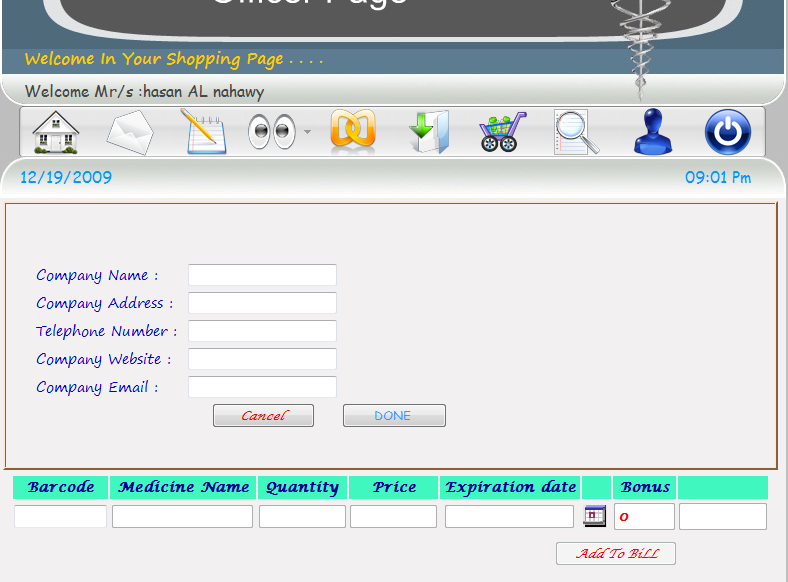 Officer Page
Welcome In Your Shopping Page . . . .
Welcome Mr/s :hasan AL nahawy
12/19/2009 09:01 Pm
Company Name :
Company Address :
Telephone Number :
Company Website :
Company Email :
Cancel DONE
Barcode Medicine Name Quantity Price Expiration date Bonus
0
Add To Bill